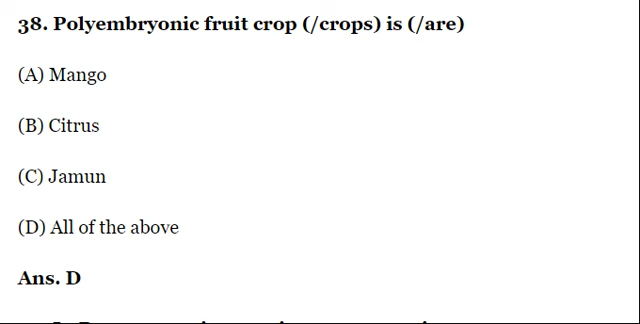 38. Polyembryonic fruit crop (/crops) is (/are)
(A) Mango
(B) Citrus
(C) Jamun
(D) All of the above
Ans. D